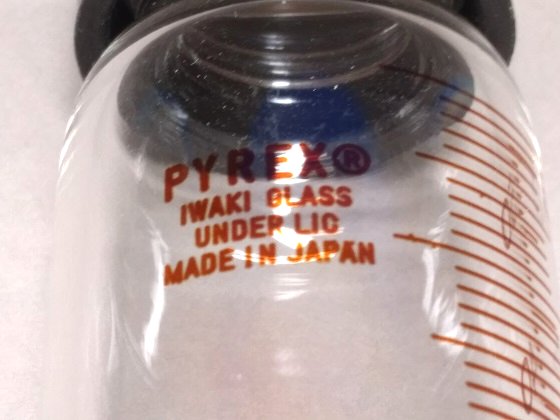 PYREX®
IWAKI GLASS
UNDER LIC
MADE IN JAPAN